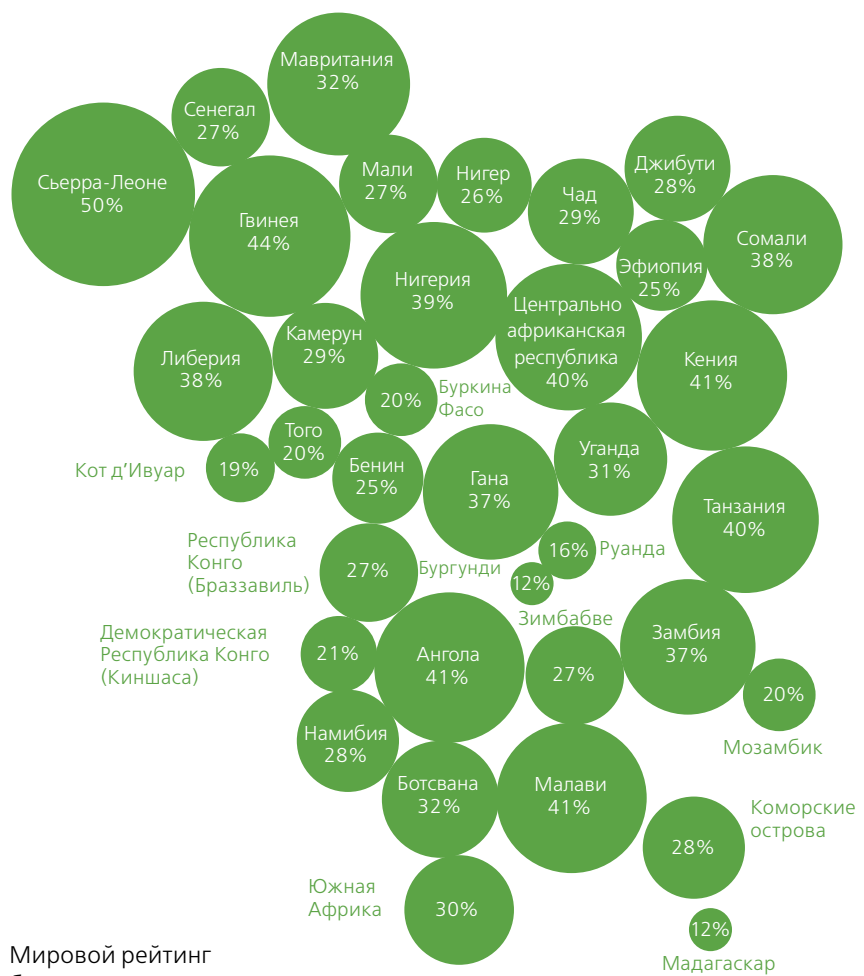 Мавритания
32%
Сенегал
27%
Сьерра-Леоне
50%
Гвинея
44%
Мали
27%
Нигер
26%
Чад
29%
Джибути
28%
Сомали
38%
Эфиопия
25%
Нигерия
39%
Центрально
африканская
республика
40%
Кения
41%
Либерия
38%
Камерун
29%
20%
Буркина
Фасо
Того
20%
Кот д’Ивуар
19%
Бенин
25%
Гана
37%
Уганда
31%
Танзания
40%
Республика
Конго
(Браззавиль)
27%
Бургунди
12%
16%
Руанда
Демократическая
Республика Конго
(Киншаса)
21%
Ангола
41%
Зимбабве
27%
Замбия
37%
20%
Мозамбик
Намибия
28%
Ботсвана
32%
Малави
41%
Коморские
острова
28%
Южная
Африка
30%
12%
Мадагаскар
Мировой рейтинг